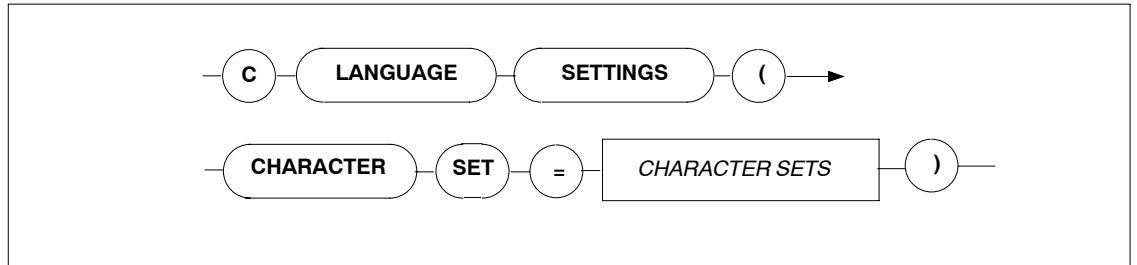 C LANGUAGE SETTINGS (
CHARACTER SET = CHARACTER SETS )